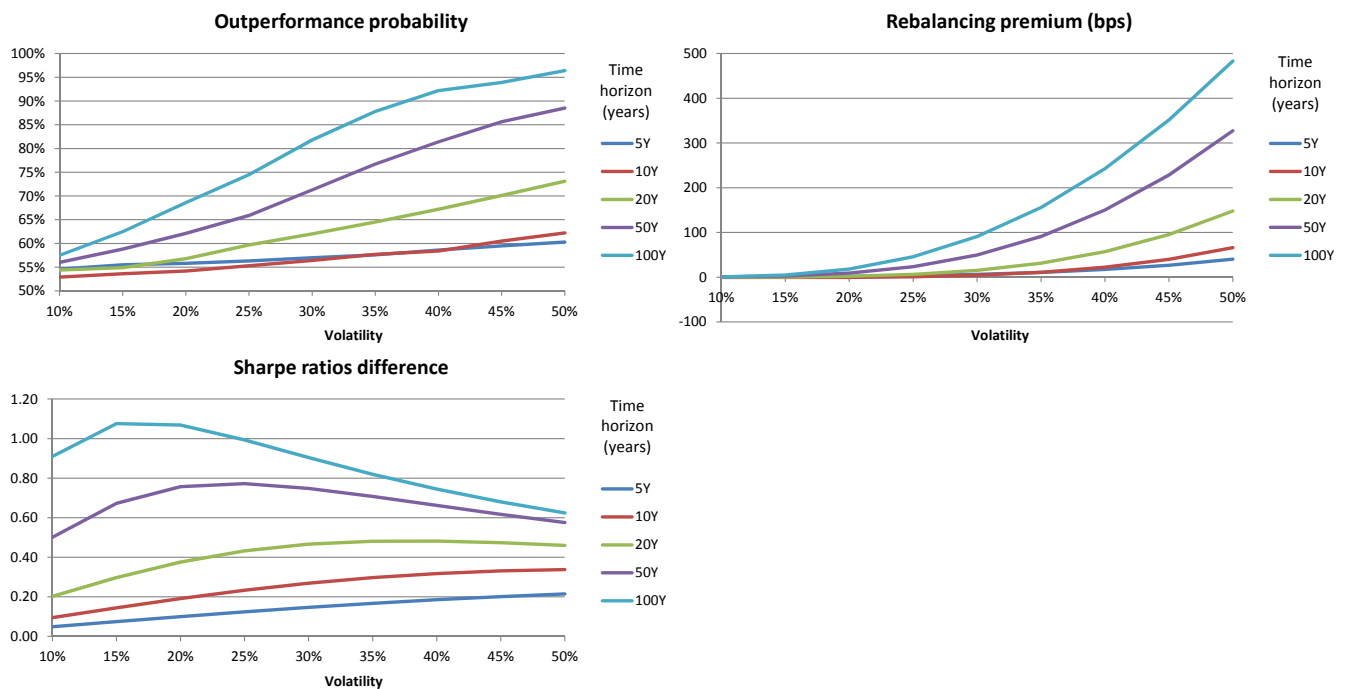 Outperformance probability
100%
95%
90%
85%
80%
75%
70%
65%
60%
55%
50%
10% 15% 20% 25% 30% 35% 40% 45% 50%
Volatility
Time
horizon
(years)
5Y
10Y
20Y
50Y
100Y
Rebalancing premium (bps)
500
400
300
200
100
0
-100
10% 15% 20% 25% 30% 35% 40% 45% 50%
Volatility
Time
horizon
(years)
5Y
10Y
20Y
50Y
100Y
Sharpe ratios difference
1.20
1.00
0.80
0.60
0.40
0.20
0.00
10% 15% 20% 25% 30% 35% 40% 45% 50%
Volatility
Time
horizon
(years)
5Y
10Y
20Y
50Y
100Y